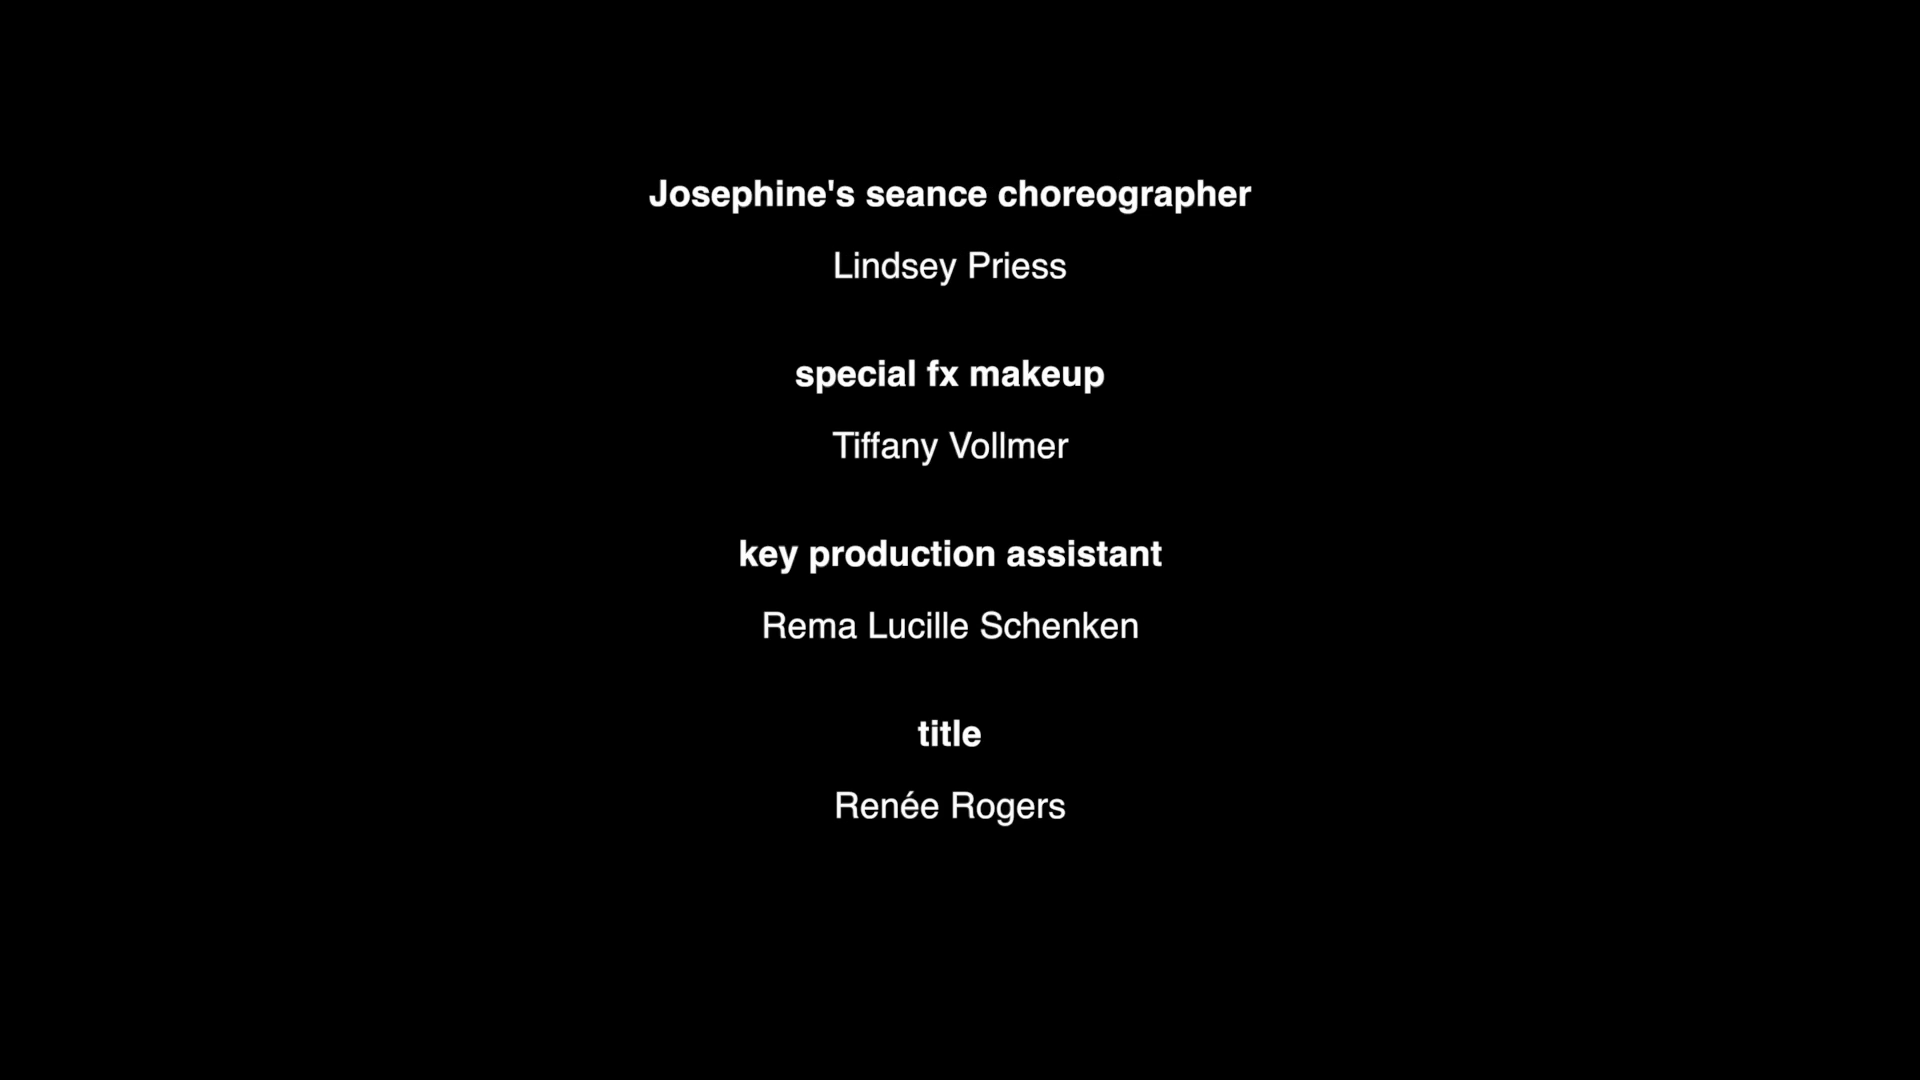 Josephine's seance choreographer
Lindsey Priess
special fx makeup
Tiffany Vollmer
key production assistant
Rema Lucille Schenken
title
Renée Rogers